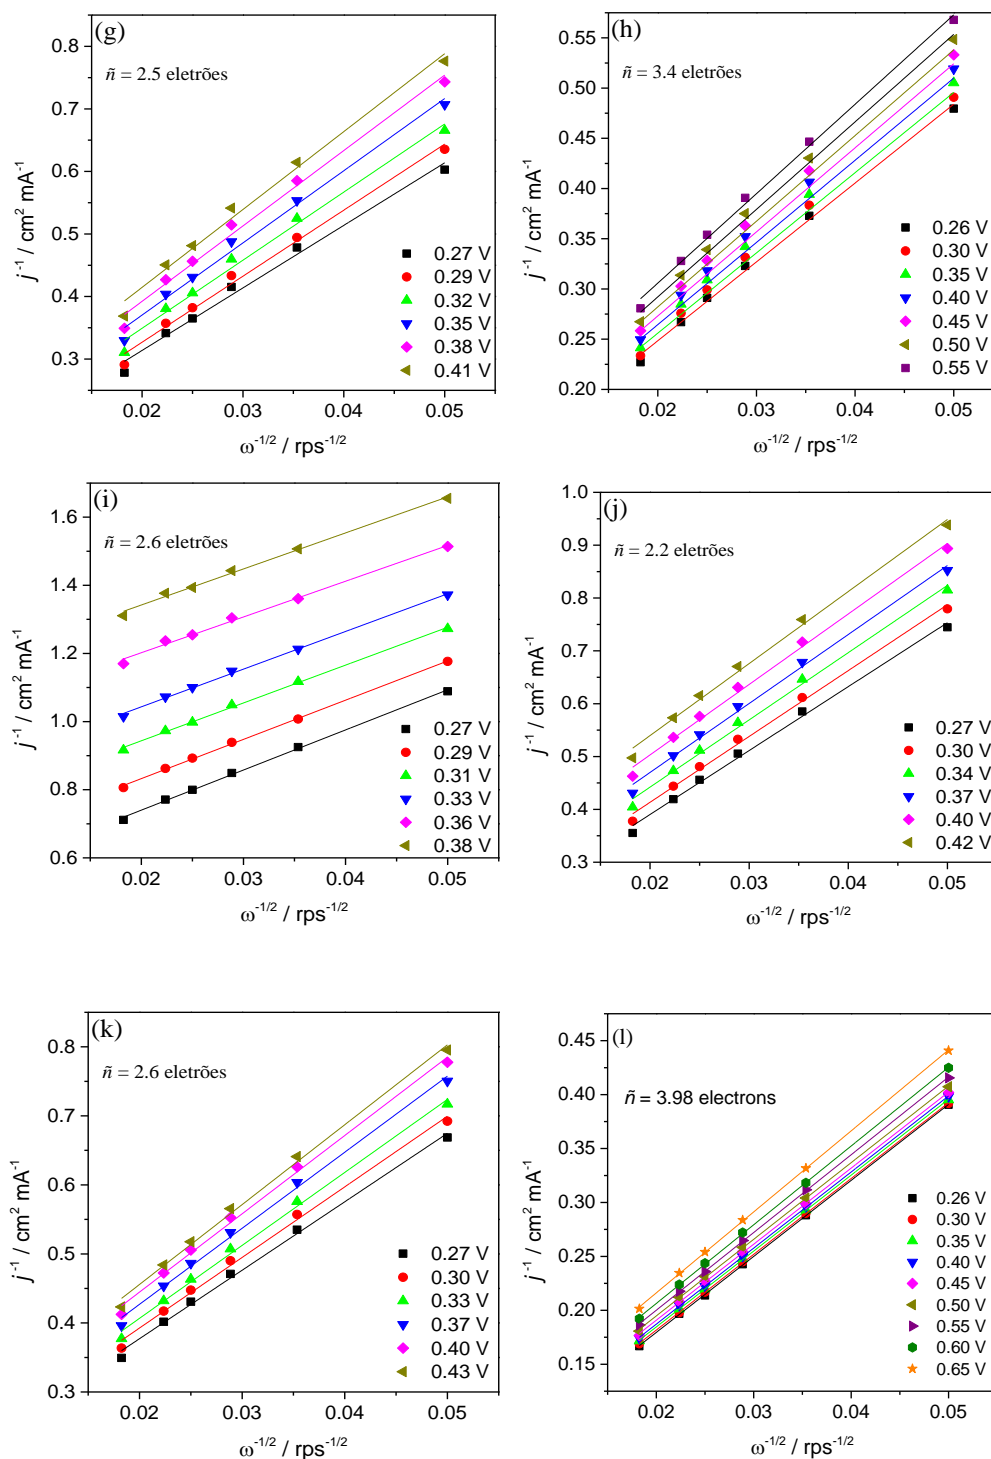 (g)
ñ = 2.5 eletrões
0.8
0.7
0.6
0.5
0.4
0.3
j⁻¹ / cm² mA⁻¹
0.27 V
0.29 V
0.32 V
0.35 V
0.38 V
0.41 V
0.02 0.03 0.04 0.05
ω⁻¹/² / rps⁻¹/²
(h)
ñ = 3.4 eletrões
0.55
0.50
0.45
0.40
0.35
0.30
0.25
0.20
j⁻¹ / cm² mA⁻¹
0.26 V
0.30 V
0.35 V
0.40 V
0.45 V
0.50 V
0.55 V
0.02 0.03 0.04 0.05
ω⁻¹/² / rps⁻¹/²
(i)
ñ = 2.6 eletrões
1.6
1.4
1.2
1.0
0.8
0.6
j⁻¹ / cm² mA⁻¹
0.27 V
0.29 V
0.31 V
0.33 V
0.36 V
0.38 V
0.02 0.03 0.04 0.05
ω⁻¹/² / rps⁻¹/²
(j)
ñ = 2.2 eletrões
1.0
0.9
0.8
0.7
0.6
0.5
0.4
0.3
j⁻¹ / cm² mA⁻¹
0.27 V
0.30 V
0.34 V
0.37 V
0.40 V
0.42 V
0.02 0.03 0.04 0.05
ω⁻¹/² / rps⁻¹/²
(k)
ñ = 2.6 eletrões
0.8
0.7
0.6
0.5
0.4
0.3
j⁻¹ / cm² mA⁻¹
0.27 V
0.30 V
0.33 V
0.37 V
0.40 V
0.43 V
0.02 0.03 0.04 0.05
ω⁻¹/² / rps⁻¹/²
(l)
ñ = 3.98 electrons
0.45
0.40
0.35
0.30
0.25
0.20
0.15
j⁻¹ / cm² mA⁻¹
0.26 V
0.30 V
0.35 V
0.40 V
0.45 V
0.50 V
0.55 V
0.60 V
0.65 V
0.02 0.03 0.04 0.05
ω⁻¹/² / rps⁻¹/²